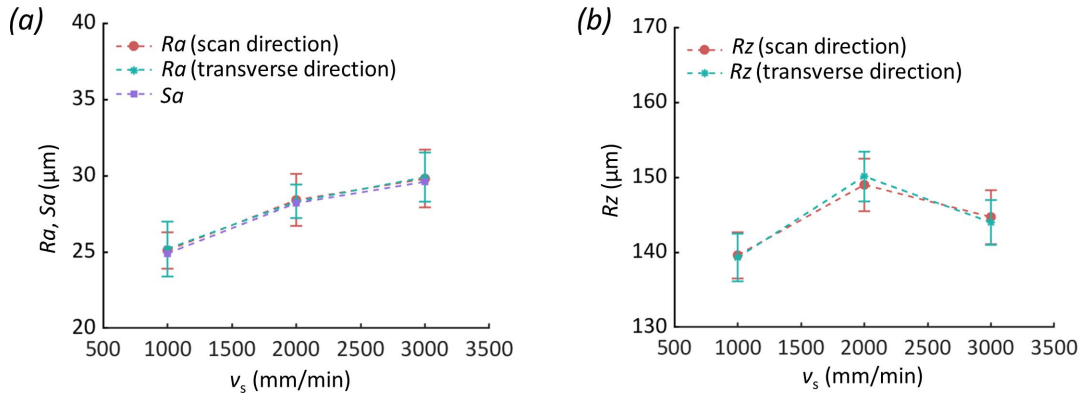 (a)
40
35
30
25
20
Ra, Sa (µm)
Ra (scan direction)
Ra (transverse direction)
Sa
500 1000 1500 2000 2500 3000 3500
vs (mm/min)
(b)
170
160
150
140
130
Rz (µm)
Rz (scan direction)
Rz (transverse direction)
500 1000 1500 2000 2500 3000 3500
vs (mm/min)